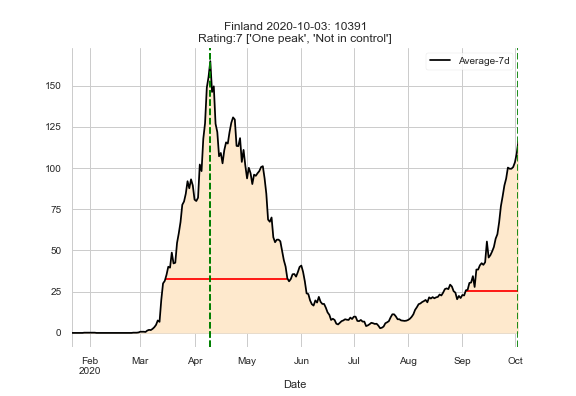 Finland 2020-10-03: 10391
Rating:7 ['One peak', 'Not in control']
Average-7d
150
125
100
75
50
25
0
Feb Mar Apr May Jun Jul Aug Sep Oct
2020
Date